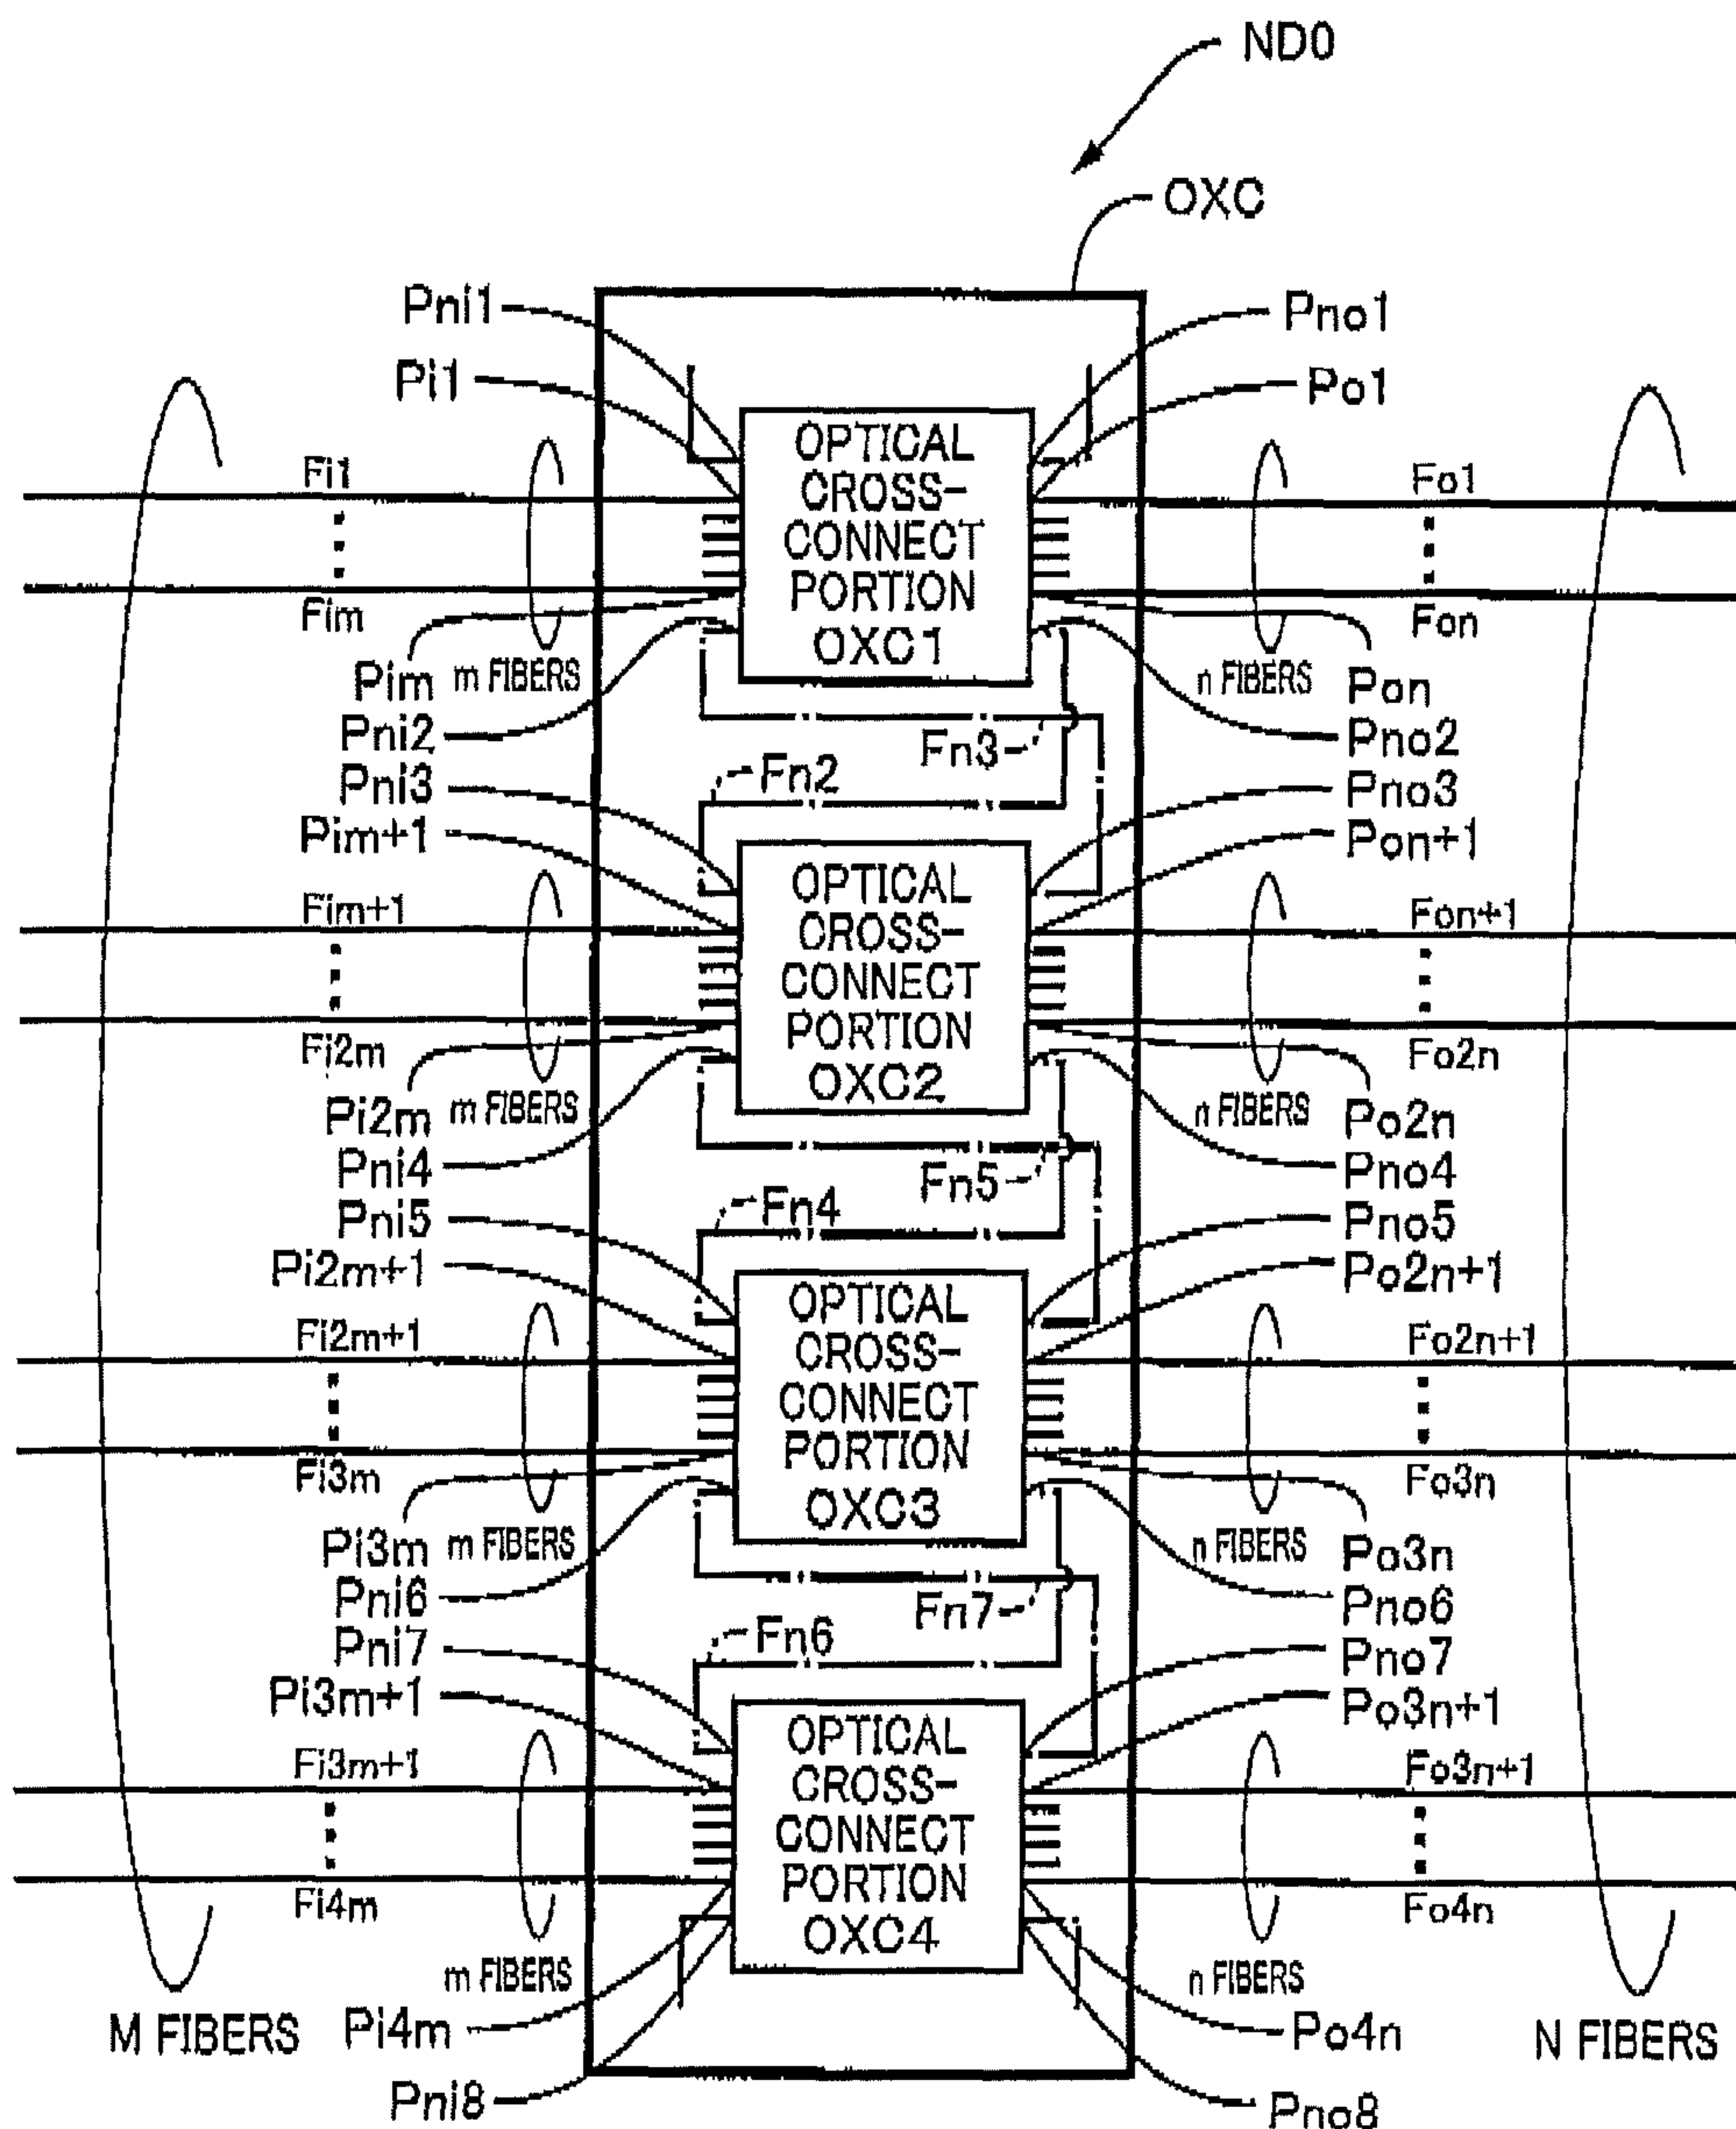 ND0
OXC
Pni1
Pno1
Pi1
Po1
OPTICAL
CROSS-
CONNECT
PORTION
OXC1
Fi1
Fo1
Fim
Fon
Pim
m FIBERS
n FIBERS
Pon
Pni2
Fn3
Pno2
Pni3
Fn2
Pno3
Pim+1
Pon+1
OPTICAL
CROSS-
CONNECT
PORTION
OXC2
Fim+1
Fon+1
Fi2m
Fo2n
Pi2m
m FIBERS
n FIBERS
Po2n
Pni4
Fn5
Pno4
Pni5
Fn4
Pno5
Pi2m+1
Po2n+1
OPTICAL
CROSS-
CONNECT
PORTION
OXC3
Fi2m+1
Fo2n+1
Fi3m
Fo3n
Pi3m
m FIBERS
n FIBERS
Po3n
Pni6
Fn7
Pno6
Pni7
Fn6
Pno7
Pi3m+1
Po3n+1
OPTICAL
CROSS-
CONNECT
PORTION
OXC4
Fi3m+1
Fo3n+1
Fi4m
Fo4n
m FIBERS
n FIBERS
M FIBERS
Pi4m
Po4n
N FIBERS
Pni8
Pno8